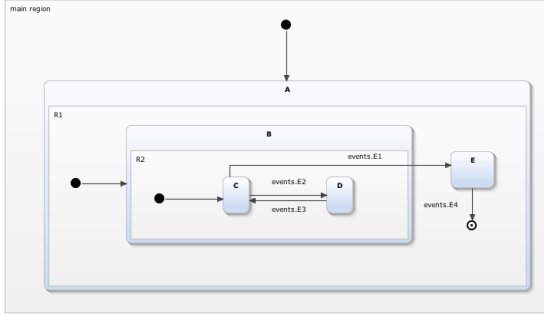 main region
A
R1
B
R2
events.E1
E
C
events.E2
D
events.E3
events.E4